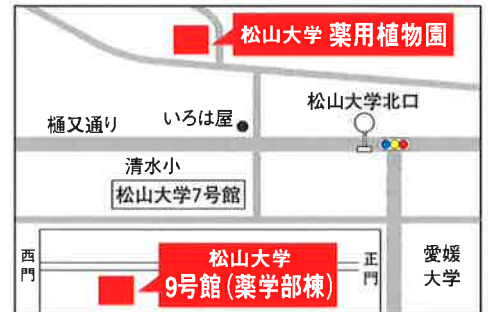 松山大学 薬用植物園
松山大学北口
いろは屋
樋又通り
清水小
松山大学7号館
西門
松山大学
9号館(薬学部棟)
正門
愛媛
大学